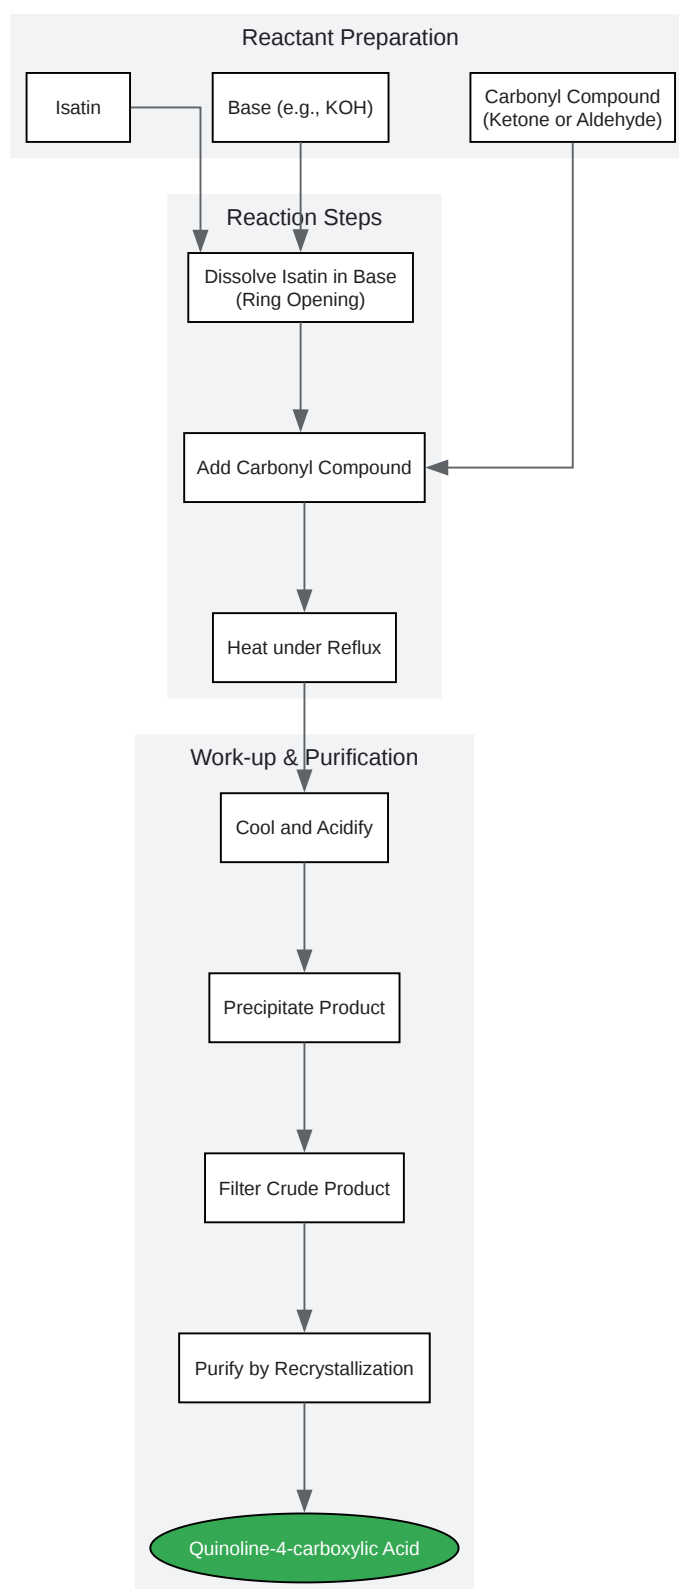 Reactant Preparation
Isatin
Base (e.g., KOH)
Carbonyl Compound
(Ketone or Aldehyde)
Reaction Steps
Dissolve Isatin in Base
(Ring Opening)
Add Carbonyl Compound
Heat under Reflux
Work-up & Purification
Cool and Acidify
Precipitate Product
Filter Crude Product
Purify by Recrystallization
Quinoline-4-carboxylic Acid